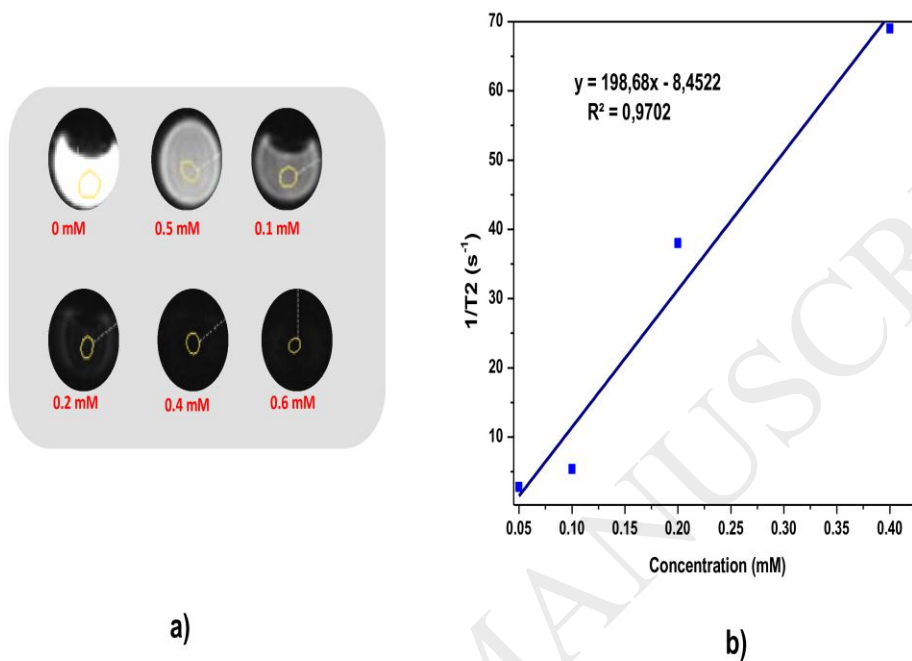 0 mM
0.5 mM
0.1 mM
0.2 mM
0.4 mM
0.6 mM
a)
y = 198,68x - 8,4522
R² = 0,9702
70
60
50
40
30
20
10
1/T2 (s⁻¹)
0.05 0.10 0.15 0.20 0.25 0.30 0.35 0.40
Concentration (mM)
b)
MANUSCR